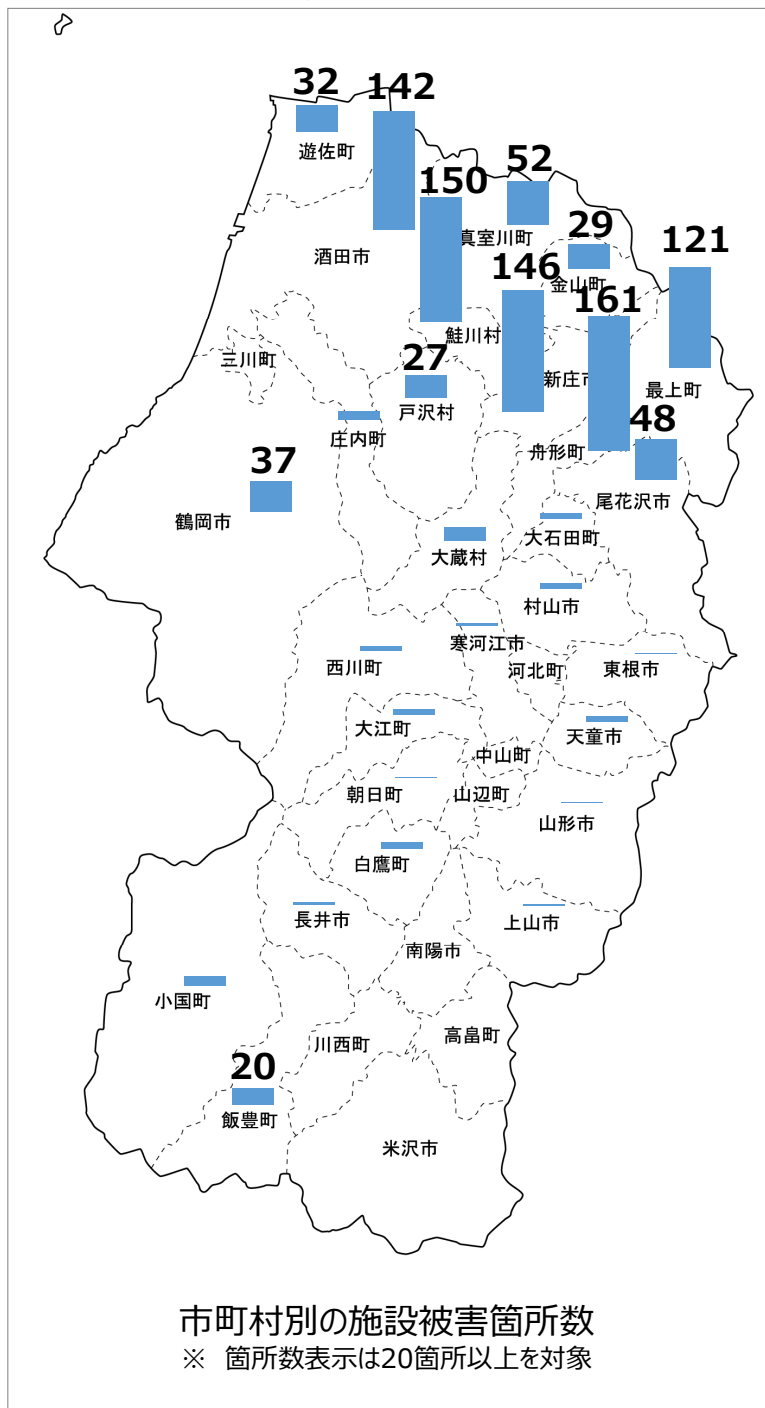 32
142
遊佐町
52
150
真室川町
29
121
酒田市
金山町
146
161
鮭川村
三川町
27
新庄市
最上町
戸沢村
48
庄内町
舟形町
37
尾花沢市
鶴岡市
大石田町
大蔵村
村山市
寒河江市
西川町
河北町
東根市
大江町
天童市
中山町
朝日町
山辺町
山形市
白鷹町
長井市
上山市
南陽市
小国町
高畠町
川西町
20
飯豊町
米沢市
市町村別の施設被害箇所数
※ 箇所数表示は20箇所以上を対象